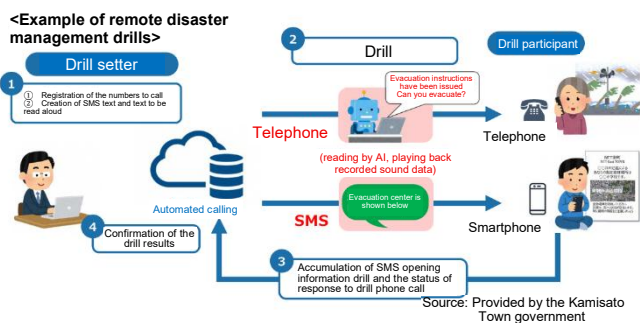 <Example of remote disaster
management drills>
Drill setter
1
① Registration of the numbers to call
② Creation of SMS text and text to be
read aloud
2
Drill
Drill participant
Evacuation instructions
have been issued
Can you evacuate?
Telephone
Telephone
(reading by AI, playing back
recorded sound data)
Automated calling
SMS
Evacuation center is
shown below
Smartphone
4
Confirmation of the
drill results
3
Accumulation of SMS opening
information drill and the status of
response to drill phone call
Source: Provided by the Kamisato
Town government